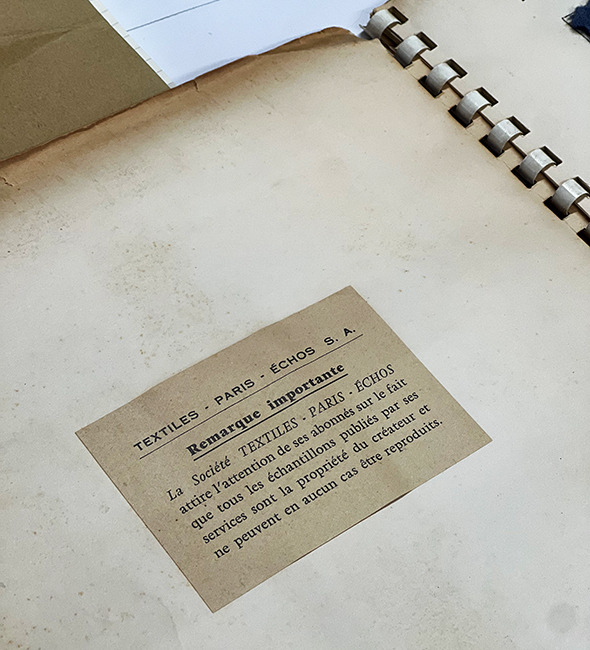 TEXTILES - PARIS - ÉCHOS S. A.
Remarque importante
La Société TEXTILES - PARIS - ÉCHOS
attire l'attention de ses abonnés sur le fait
que tous les échantillons publiés par ses
services sont la propriété du créateur et
ne peuvent en aucun cas être reproduits.